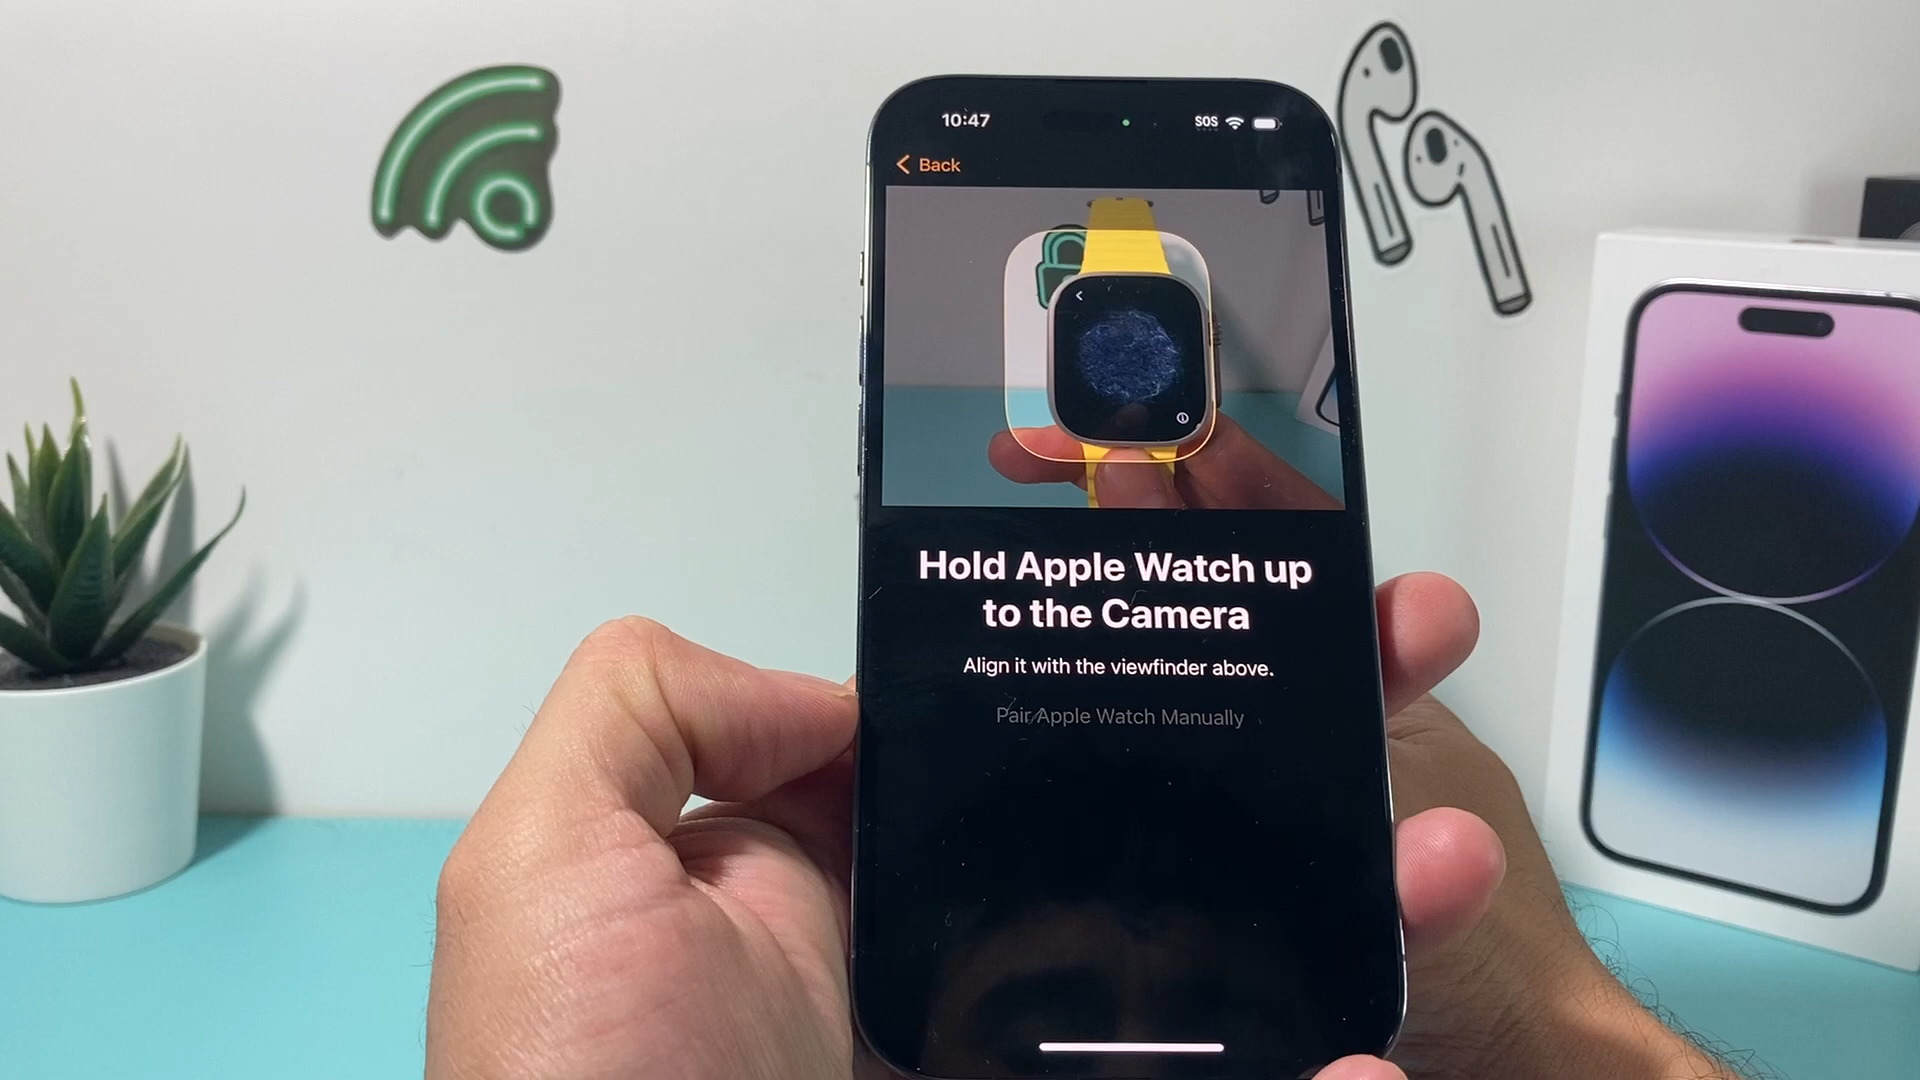 10:47
SOS
Back
Hold Apple Watch up
to the Camera
Align it with the viewfinder above.
Pair Apple Watch Manually